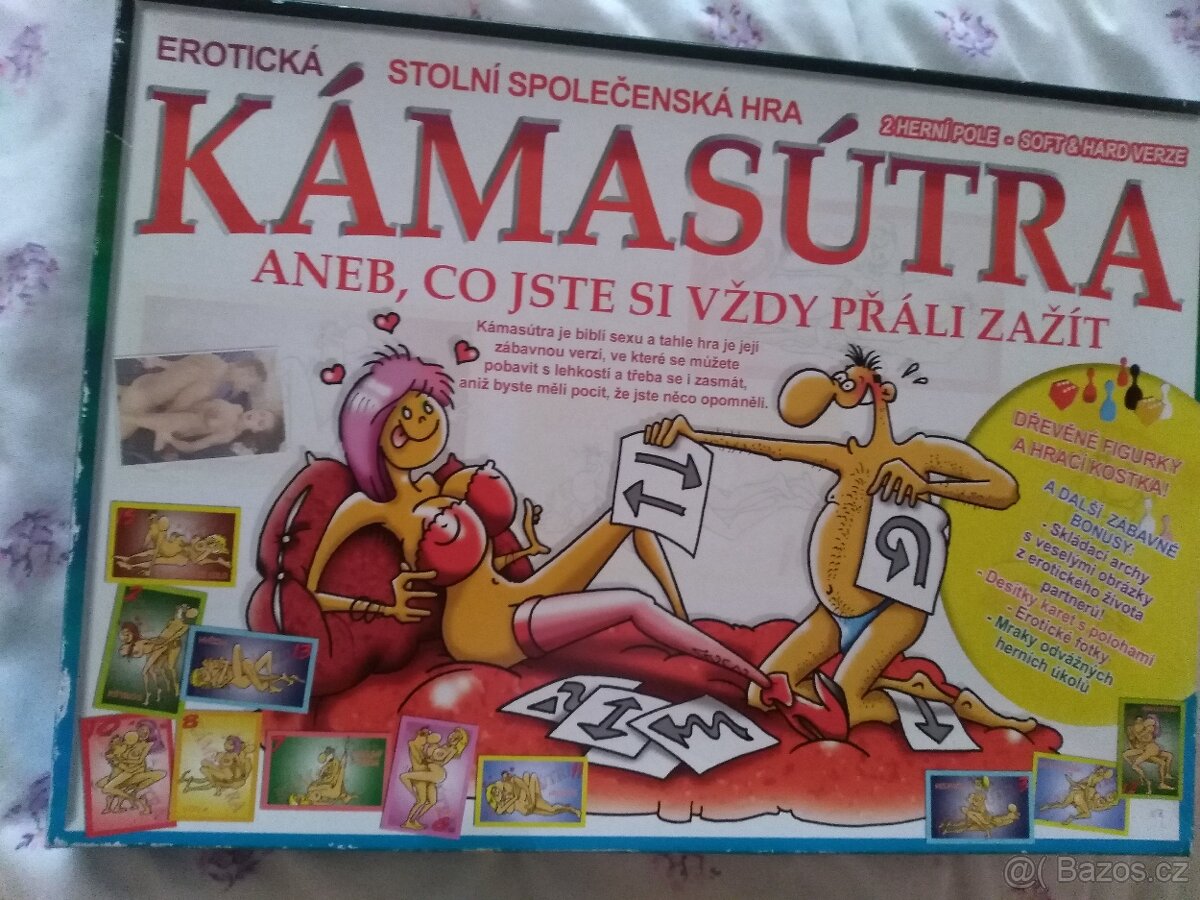 EROTICKÁ
STOLNÍ SPOLEČENSKÁ HRA
2 HERNÍ POLE - SOFT & HARD VERZE
KÁMASÚTRA
ANEB, CO JSTE SI VŽDY PŘÁLI ZAŽÍT
Kámasútra je biblí sexu a tahle hra je její
zábavnou verzí, ve které se můžete
pobavit s lehkostí a třeba se i zasmát,
aniž byste měli pocit, že jste něco opomněli.
DŘEVĚNÉ FIGURKY
A HRACÍ KOSTKA!
A DALŠÍ ZÁBAVNÉ
BONUSY:
- Skládací archy
s veselými obrázky
z erotického života
partnerů!
- Desítky karet s polohami
- Erotické fotky
- Mraky odvážných
herních úkolů
13
8
@( Bazos.cz